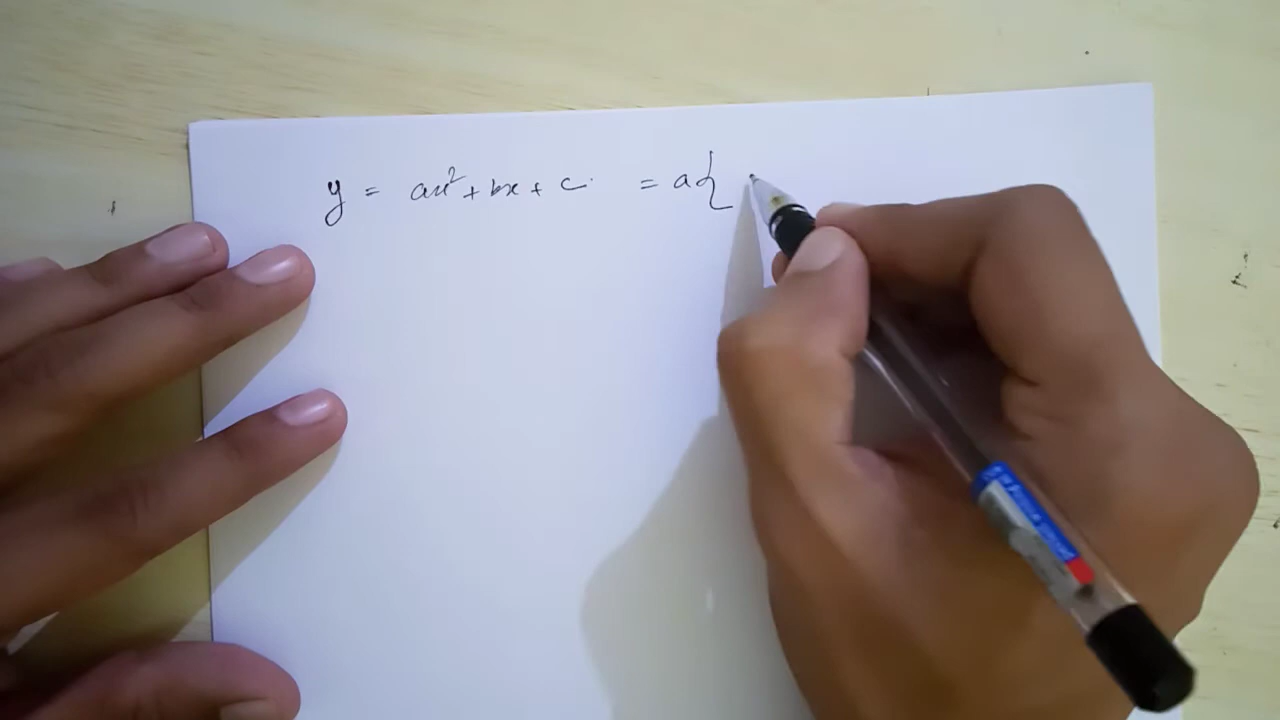 y = ax² + bx + c = a{